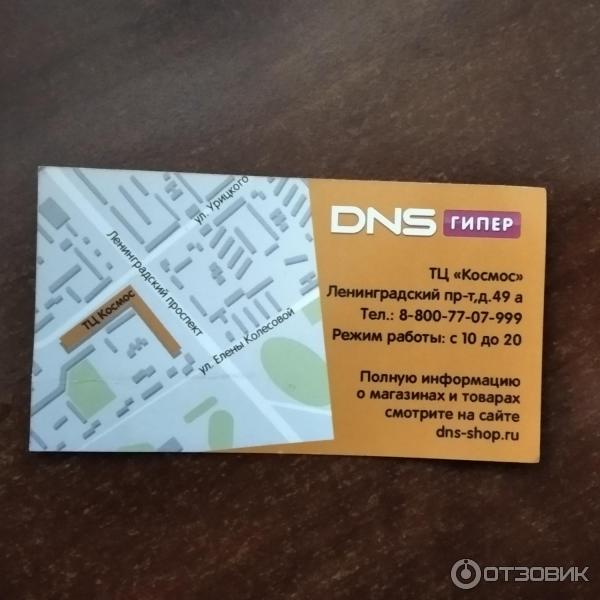 ул. Урицкого
Ленинградский проспект
ТЦ Космос
ул. Елены Колесовой
DNS ГИПЕР
ТЦ «Космос»
Ленинградский пр-т,д.49 а
Тел.: 8-800-77-07-999
Режим работы: с 10 до 20
Полную информацию
о магазинах и товарах
смотрите на сайте
dns-shop.ru
ОТЗОВИК